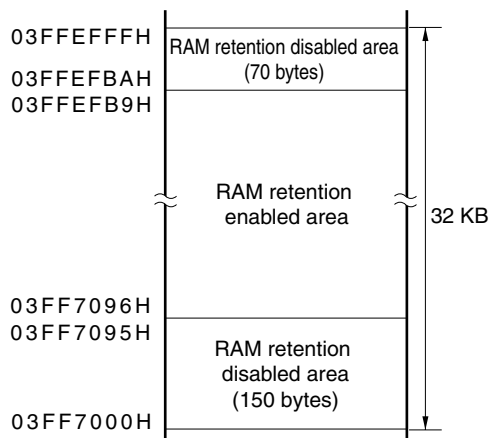 03FFEFFFH
RAM retention disabled area
(70 bytes)
03FFEFBAH
03FFEFB9H
RAM retention
enabled area
32 KB
03FF7096H
03FF7095H
RAM retention
disabled area
(150 bytes)
03FF7000H